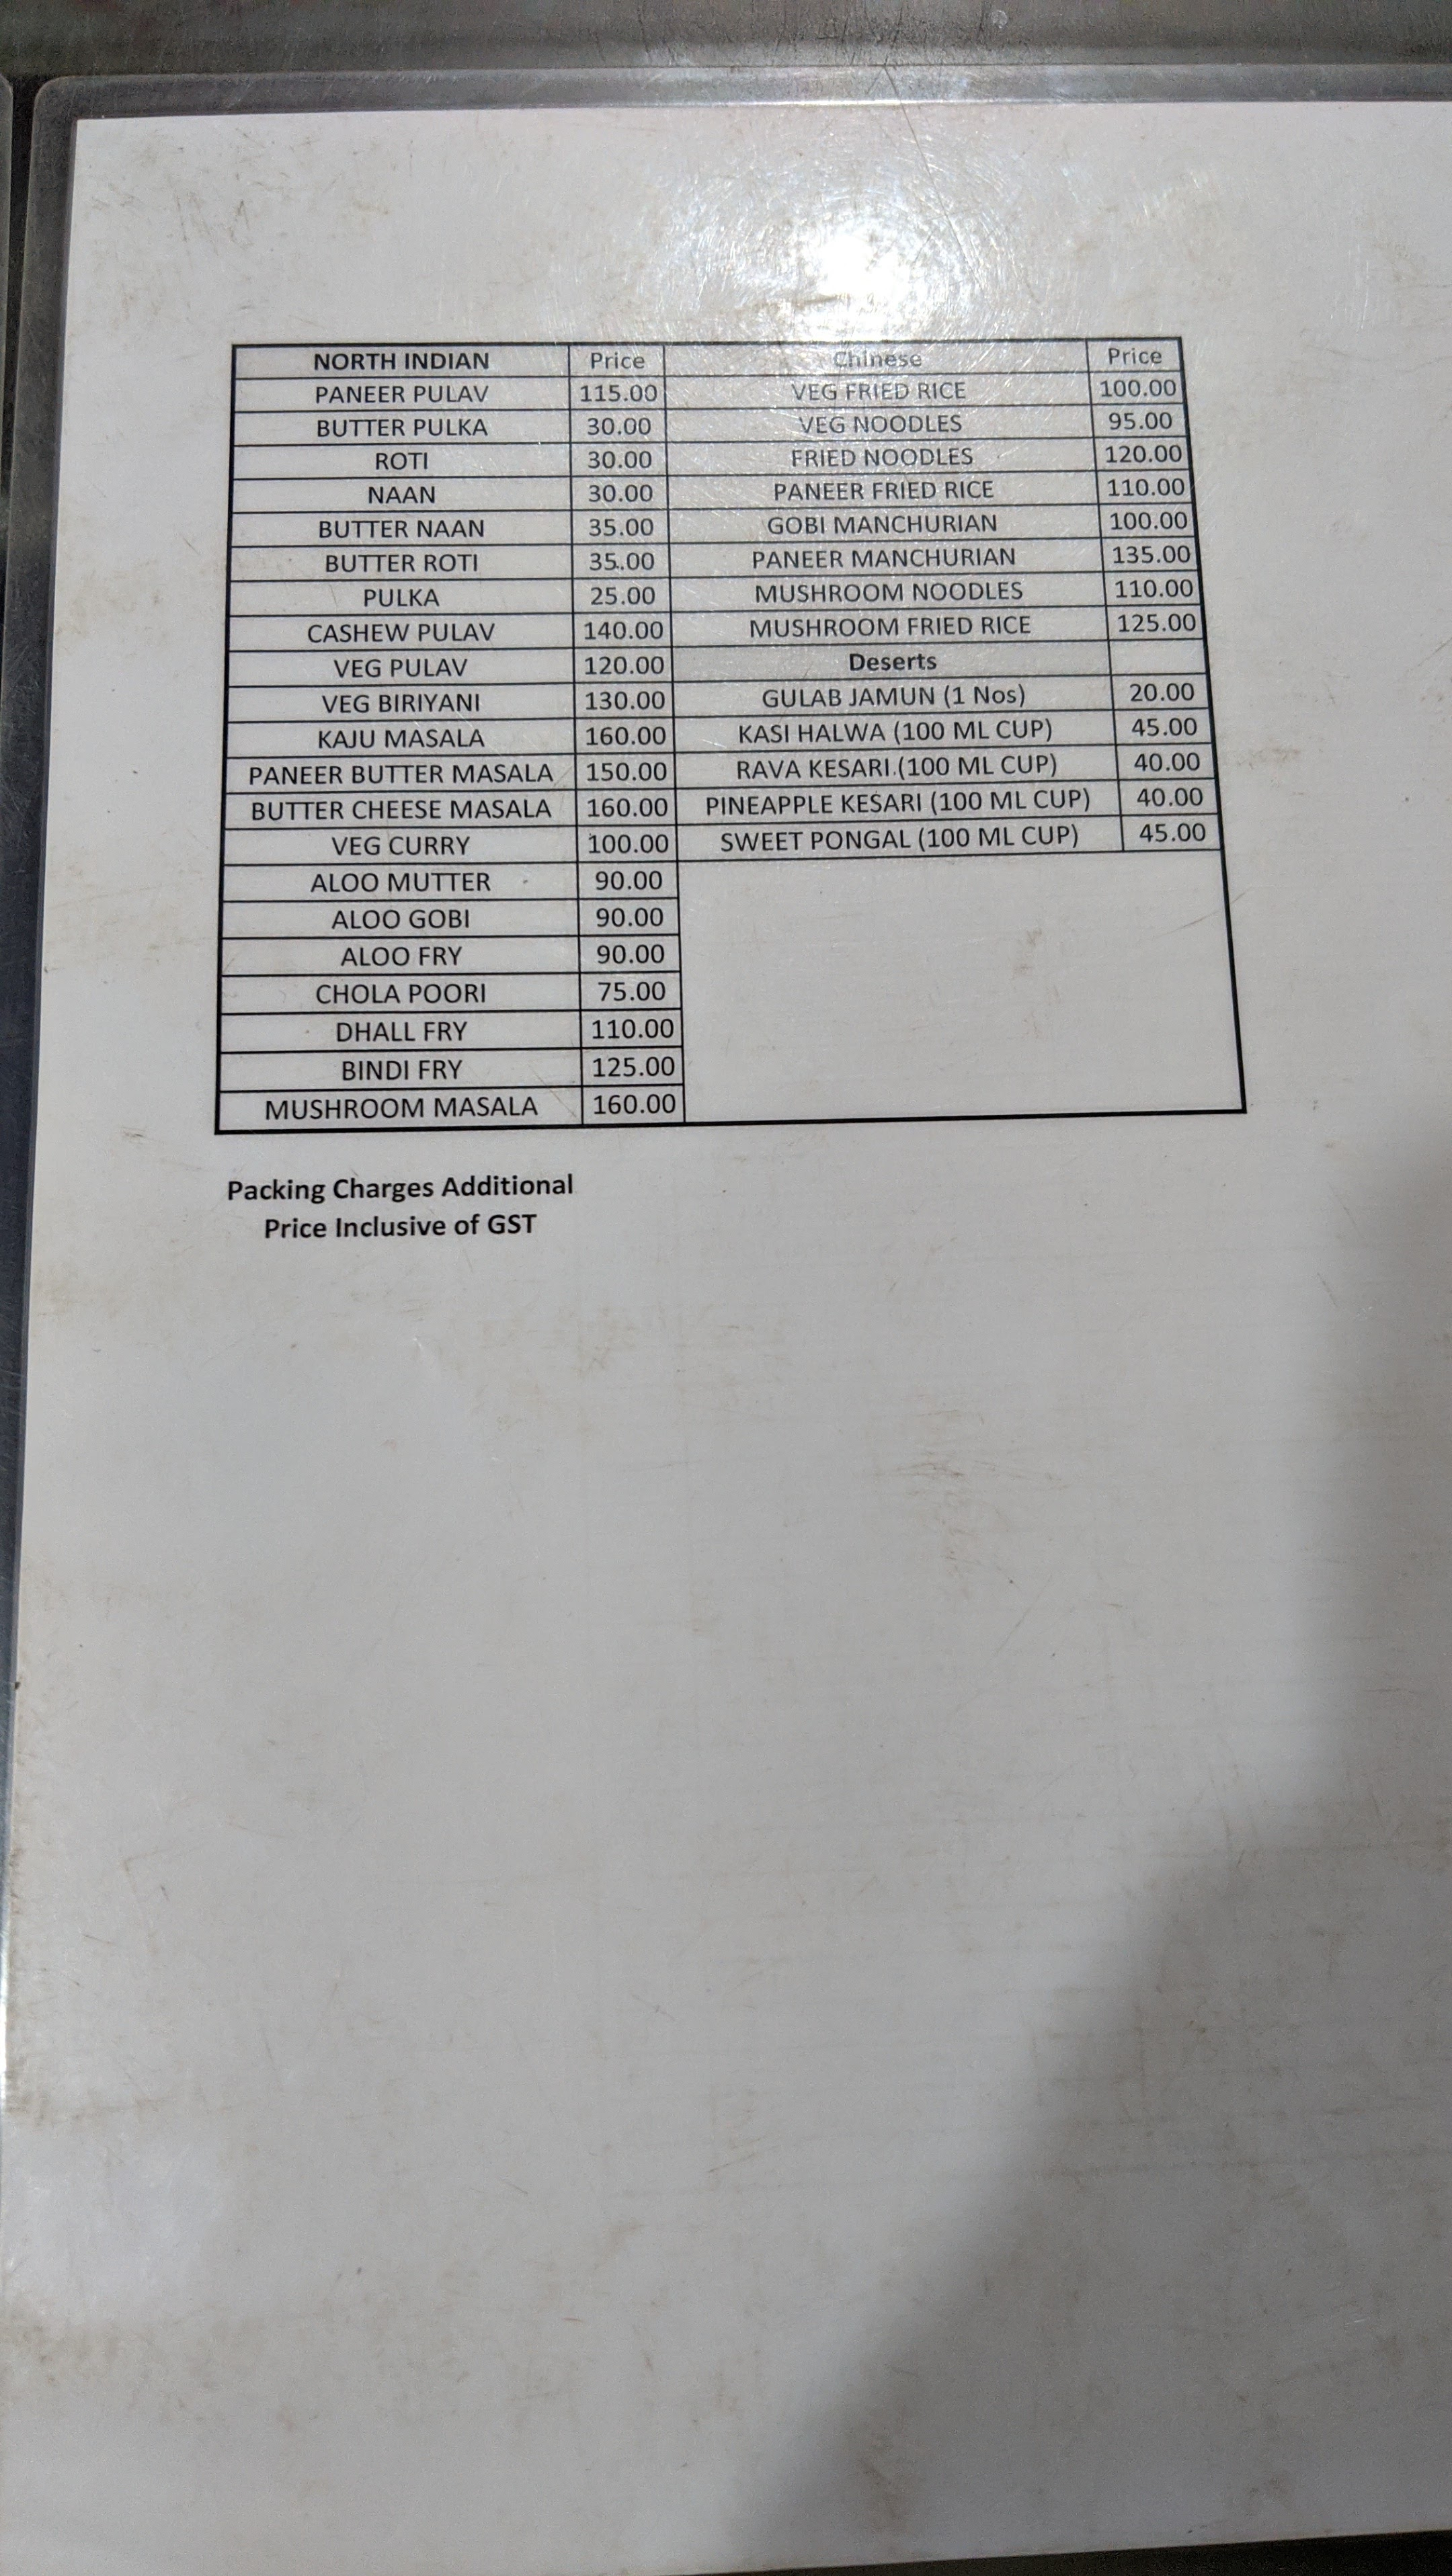 NORTH INDIAN Price Chinese Price
PANEER PULAV 115.00 VEG FRIED RICE 100.00
BUTTER PULKA 30.00 VEG NOODLES 95.00
ROTI 30.00 FRIED NOODLES 120.00
NAAN 30.00 PANEER FRIED RICE 110.00
BUTTER NAAN 35.00 GOBI MANCHURIAN 100.00
BUTTER ROTI 35.00 PANEER MANCHURIAN 135.00
PULKA 25.00 MUSHROOM NOODLES 110.00
CASHEW PULAV 140.00 MUSHROOM FRIED RICE 125.00
VEG PULAV 120.00 Deserts
VEG BIRIYANI 130.00 GULAB JAMUN (1 Nos) 20.00
KAJU MASALA 160.00 KASI HALWA (100 ML CUP) 45.00
PANEER BUTTER MASALA 150.00 RAVA KESARI (100 ML CUP) 40.00
BUTTER CHEESE MASALA 160.00 PINEAPPLE KESARI (100 ML CUP) 40.00
VEG CURRY 100.00 SWEET PONGAL (100 ML CUP) 45.00
ALOO MUTTER 90.00
ALOO GOBI 90.00
ALOO FRY 90.00
CHOLA POORI 75.00
DHALL FRY 110.00
BINDI FRY 125.00
MUSHROOM MASALA 160.00
Packing Charges Additional
Price Inclusive of GST